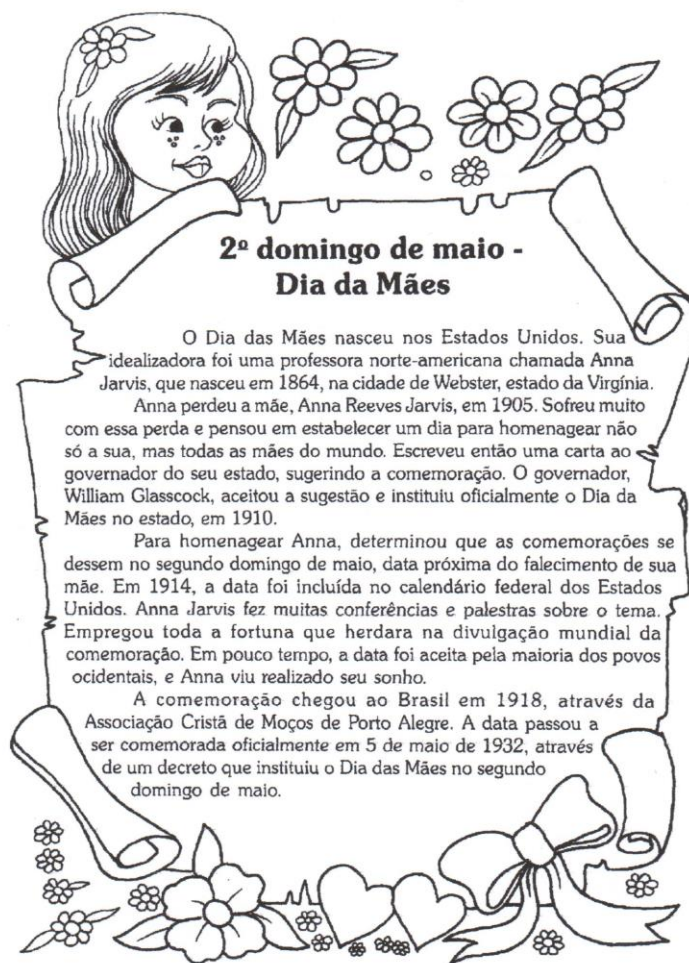 2º domingo de maio -
Dia da Mães
O Dia das Mães nasceu nos Estados Unidos. Sua
idealizadora foi uma professora norte-americana chamada Anna
Jarvis, que nasceu em 1864, na cidade de Webster, estado da Virgínia.
Anna perdeu a mãe, Anna Reeves Jarvis, em 1905. Sofreu muito
com essa perda e pensou em estabelecer um dia para homenagear não
só a sua, mas todas as mães do mundo. Escreveu então uma carta ao
governador do seu estado, sugerindo a comemoração. O governador,
William Glasscock, aceitou a sugestão e instituiu oficialmente o Dia da
Mães no estado, em 1910.
Para homenagear Anna, determinou que as comemorações se
dessem no segundo domingo de maio, data próxima do falecimento de sua
mãe. Em 1914, a data foi incluída no calendário federal dos Estados
Unidos. Anna Jarvis fez muitas conferências e palestras sobre o tema.
Empregou toda a fortuna que herdara na divulgação mundial da
comemoração. Em pouco tempo, a data foi aceita pela maioria dos povos
ocidentais, e Anna viu realizado seu sonho.
A comemoração chegou ao Brasil em 1918, através da
Associação Cristã de Moços de Porto Alegre. A data passou a
ser comemorada oficialmente em 5 de maio de 1932, através
de um decreto que instituiu o Dia das Mães no segundo
domingo de maio.